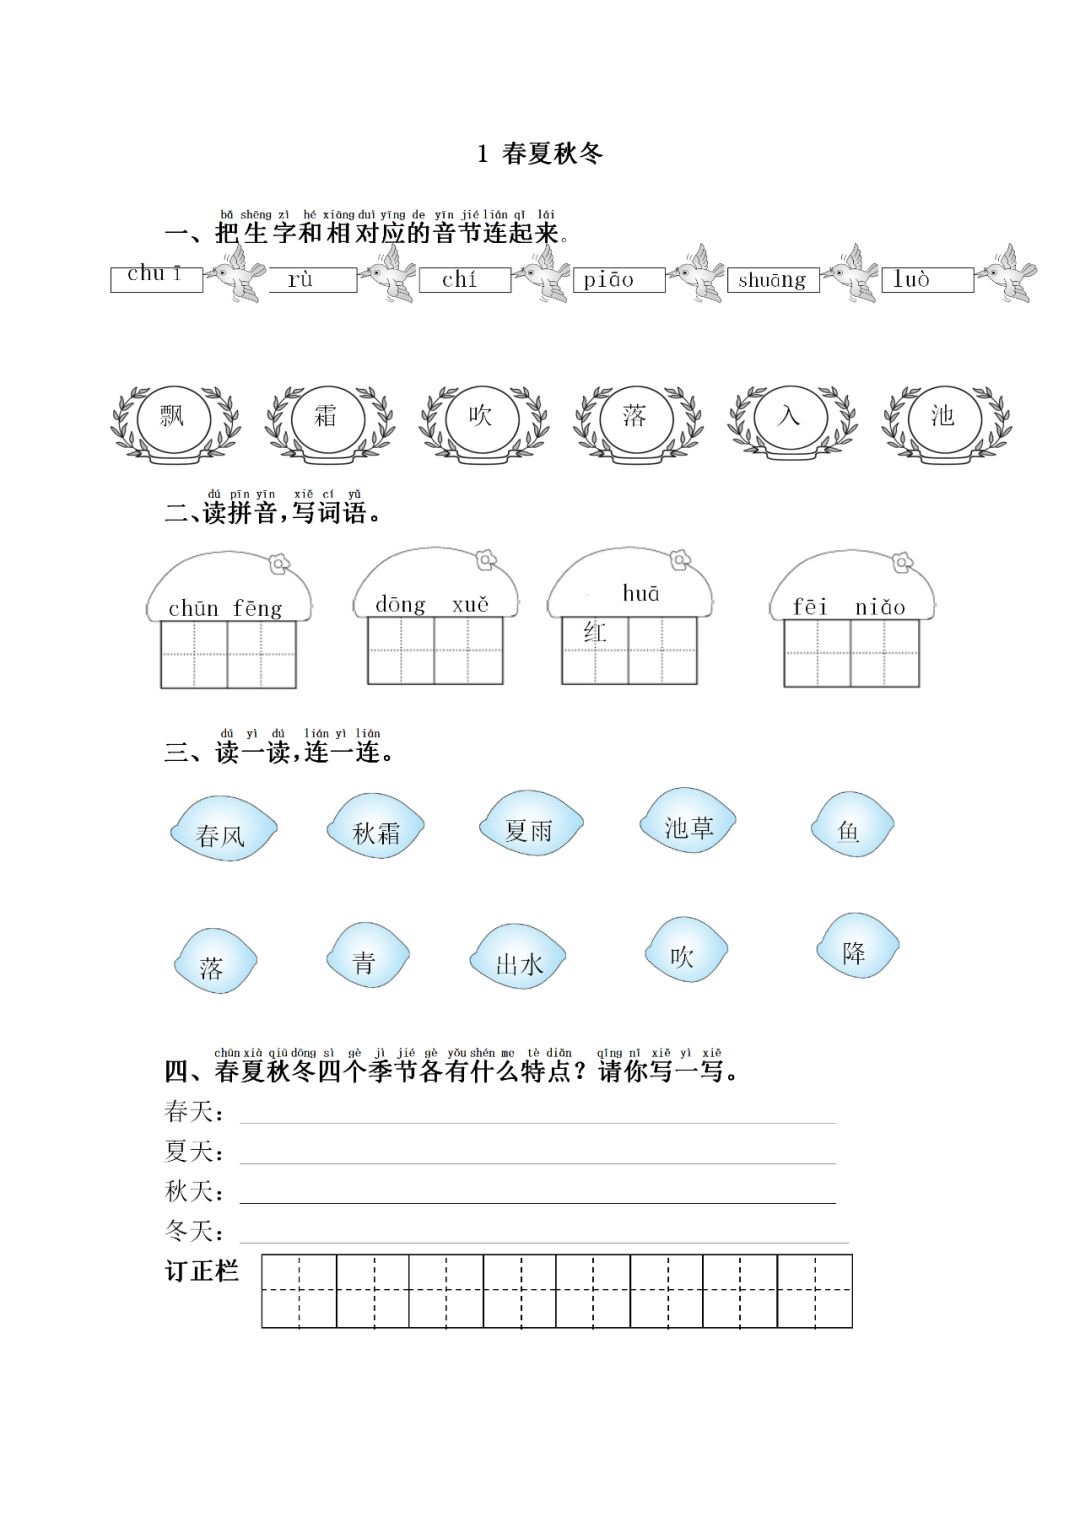 1 春夏秋冬
bǎ shēng zì hé xiāng duì yīng de yīn jié lián qǐ lái
一、把生字和相对应的音节连起来。
chu ī rù chí piāo shuāng luò
飘 霜 吹 落 入 池
dú pīn yīn xiě cí yǔ
二、读拼音，写词语。
chūn fēng dōng xuě huā fēi niǎo
红
dú yì dú lián yì lián
三、读一读，连一连。
春风 秋霜 夏雨 池草 鱼
落 青 出水 吹 降
chūn xià qiū dōng sì gè jì jié gè yǒu shén me tè diǎn qǐng nǐ xiě yì xiě
四、春夏秋冬四个季节各有什么特点？请你写一写。
春天：
夏天：
秋天：
冬天：
订正栏